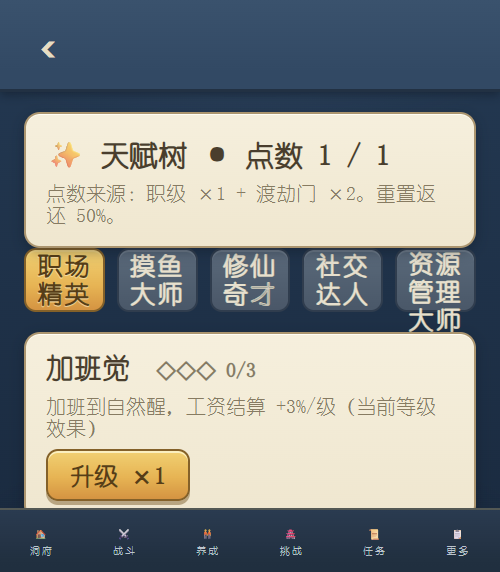 天赋树 ● 点数 1 / 1
点数来源: 职级 ×1 + 渡劫门 ×2。重置返
还 50%。
职场 摸鱼 修仙 社交 资源
精英 大师 奇才 达人 管理
大师
加班觉 ◇◇◇ 0/3
加班到自然醒, 工资结算 +3%/级 (当前等级
效果)
升级 ×1
洞府 战斗 养成 挑战 任务 更多